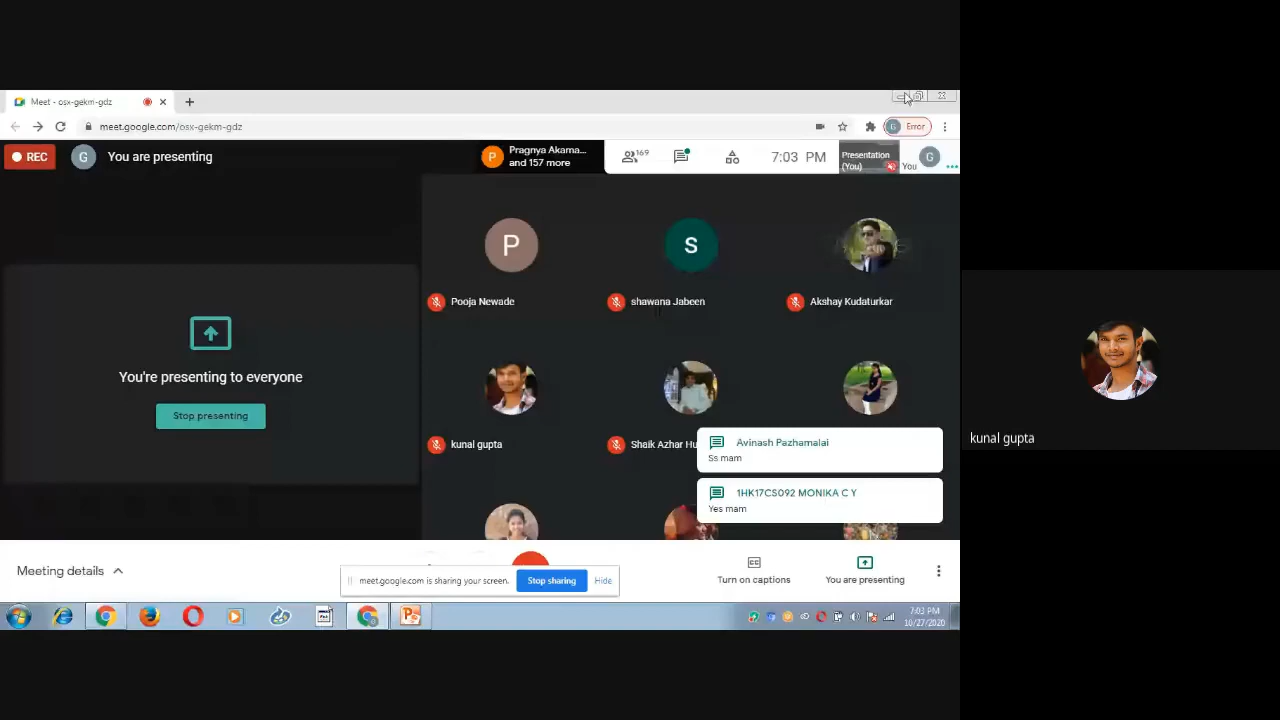 Meet - osx-gekm-gdz
meet.google.com/osx-gekm-gdz
G Error
REC
G You are presenting
P Pragnya Akama...
and 157 more
169
7:03 PM
Presentation
(You)
You G
P
S
Pooja Newade
shawana Jabeen
Akshay Kudaturkar
You're presenting to everyone
Stop presenting
kunal gupta
Shaik Azhar Hu
Avinash Pazhamalai
Ss mam
1HK17CS092 MONIKA C Y
Yes mam
kunal gupta
Meeting details
meet.google.com is sharing your screen.
Stop sharing
Hide
Turn on captions
You are presenting
7:03 PM
10/27/2020